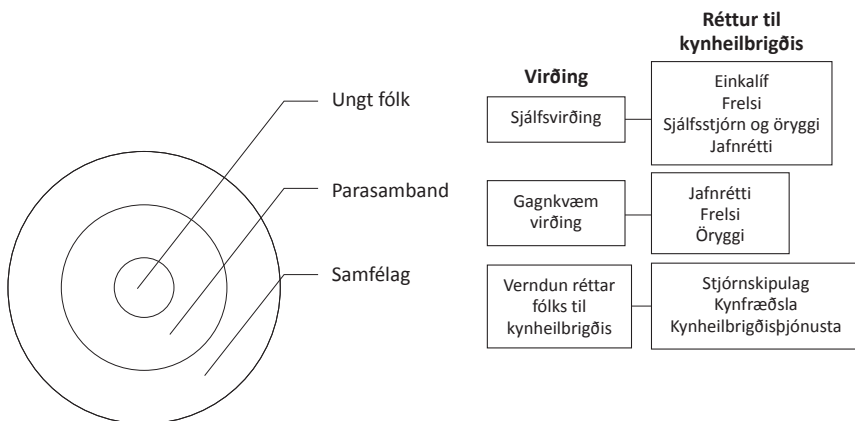 Réttur til
kynheilbrigðis
Virðing
Ungt fólk
Sjálfsvirðing
Einkalíf
Frelsi
Sjálfsstjórn og öryggi
Jafnrétti
Parasamband
Gagnkvæm
virðing
Jafnrétti
Frelsi
Öryggi
Samfélag
Verndun réttar
fólks til
kynheilbrigðis
Stjórnskipulag
Kynfræðsla
Kynheilbrigðisþjónusta